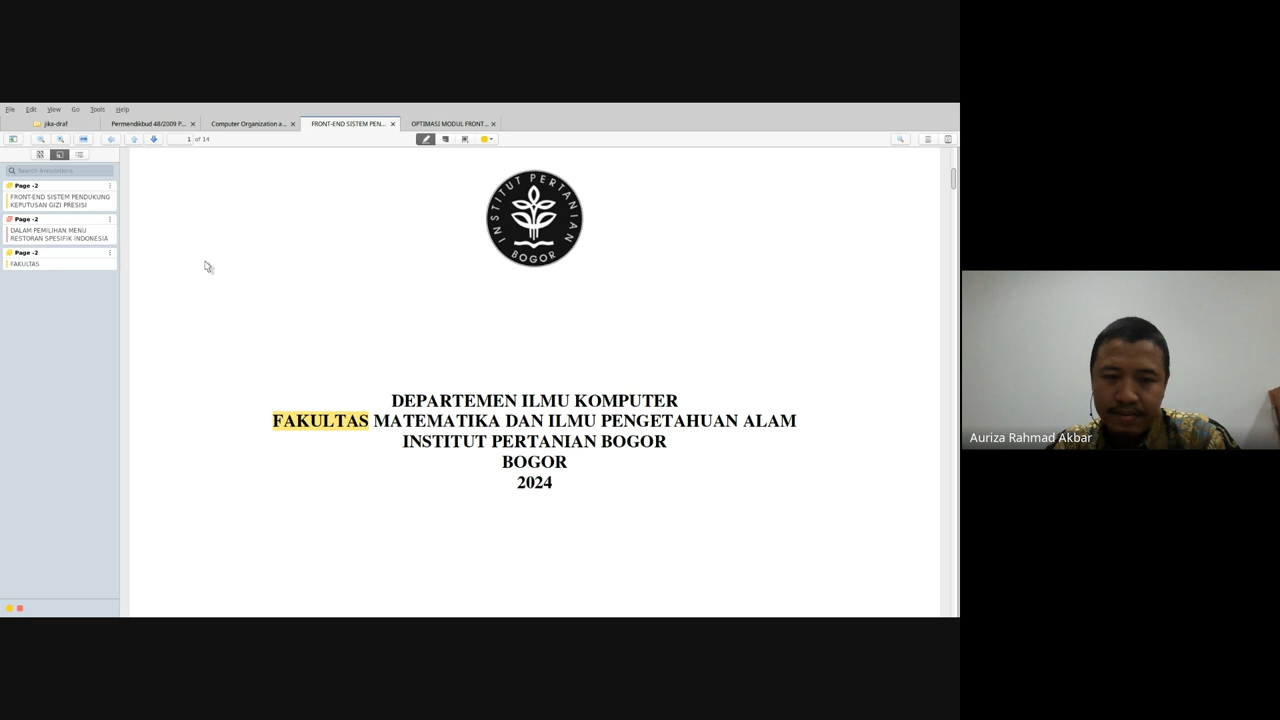 File Edit View Go Tools Help
jika-draf
Permendikbud 48/2009 P...
Computer Organization a...
FRONT-END SISTEM PEN...
OPTIMASI MODUL FRONT...
1 of 14
Search Annotations
Page -2
FRONT-END SISTEM PENDUKUNG
KEPUTUSAN GIZI PRESISI
Page -2
DALAM PEMILIHAN MENU
RESTORAN SPESIFIK INDONESIA
Page -2
FAKULTAS
INSTITUT PERTANIAN
BOGOR
DEPARTEMEN ILMU KOMPUTER
FAKULTAS MATEMATIKA DAN ILMU PENGETAHUAN ALAM
INSTITUT PERTANIAN BOGOR
BOGOR
2024
Auriza Rahmad Akbar